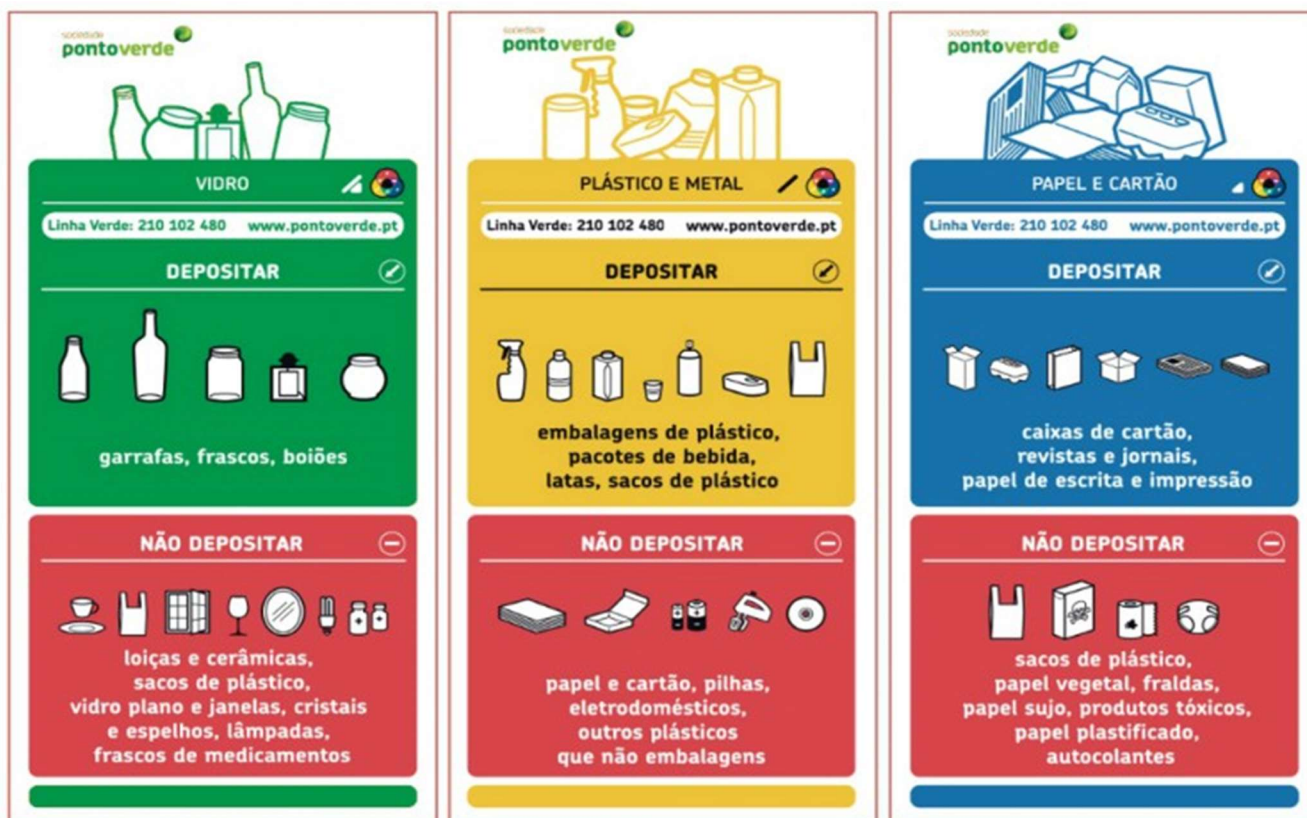 sociedade
pontoverde
VIDRO
Linha Verde: 210 102 480 www.pontoverde.pt
DEPOSITAR
garrafas, frascos, boiões
NÃO DEPOSITAR
loiças e cerâmicas,
sacos de plástico,
vidro plano e janelas, cristais
e espelhos, lâmpadas,
frascos de medicamentos
sociedade
pontoverde
PLÁSTICO E METAL
Linha Verde: 210 102 480 www.pontoverde.pt
DEPOSITAR
embalagens de plástico,
pacotes de bebida,
latas, sacos de plástico
NÃO DEPOSITAR
papel e cartão, pilhas,
eletrodomésticos,
outros plásticos
que não embalagens
sociedade
pontoverde
PAPEL E CARTÃO
Linha Verde: 210 102 480 www.pontoverde.pt
DEPOSITAR
caixas de cartão,
revistas e jornais,
papel de escrita e impressão
NÃO DEPOSITAR
sacos de plástico,
papel vegetal, fraldas,
papel sujo, produtos tóxicos,
papel plastificado,
autocolantes